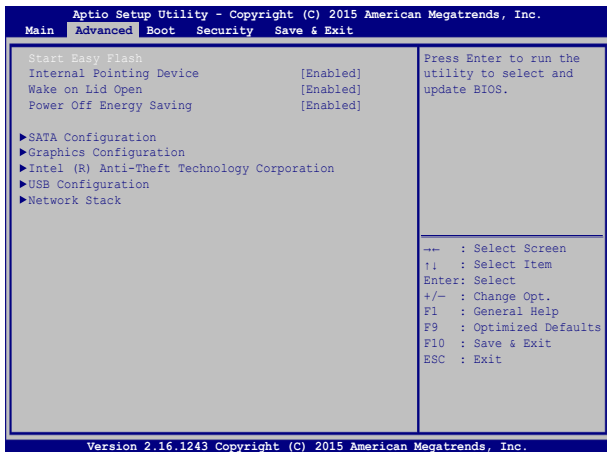 Aptio Setup Utility - Copyright (C) 2015 American Megatrends, Inc.
Main Advanced Boot Security Save & Exit
Start Easy Flash
Internal Pointing Device [Enabled]
Wake on Lid Open [Enabled]
Power Off Energy Saving [Enabled]
▶SATA Configuration
▶Graphics Configuration
▶Intel (R) Anti-Theft Technology Corporation
▶USB Configuration
▶Network Stack
Press Enter to run the
utility to select and
update BIOS.
→← : Select Screen
↑↓ : Select Item
Enter: Select
+/— : Change Opt.
F1 : General Help
F9 : Optimized Defaults
F10 : Save & Exit
ESC : Exit
Version 2.16.1243 Copyright (C) 2015 American Megatrends, Inc.